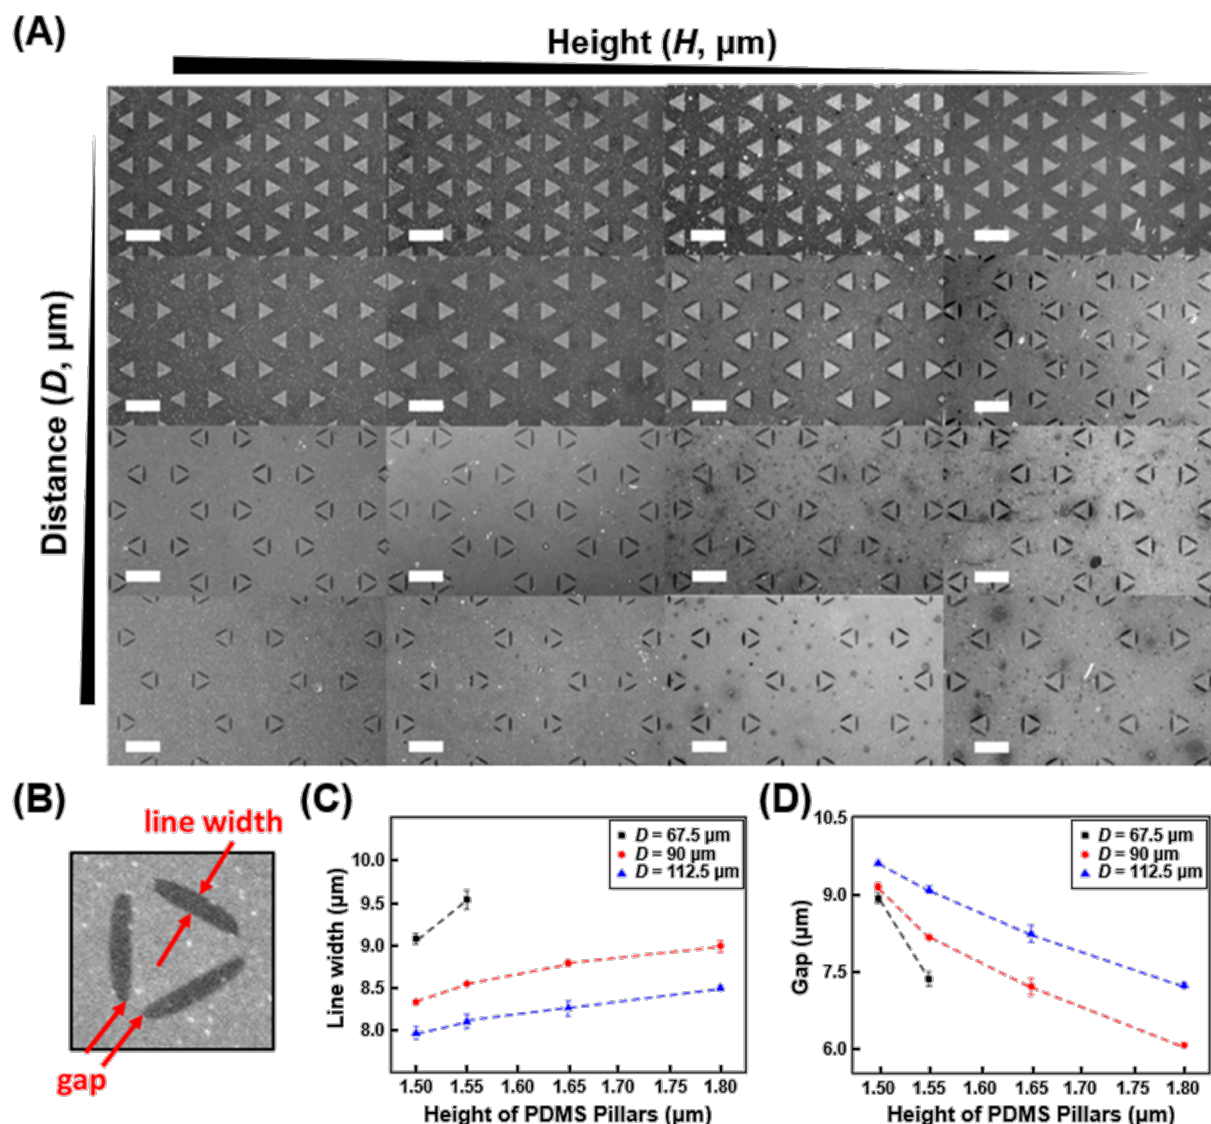 (A)
Height (H, μm)
Distance (D, μm)
(B)
line width
gap
(C)
D = 67.5 μm
D = 90 μm
D = 112.5 μm
Line width (μm)
10.0
9.5
9.0
8.5
8.0
1.50 1.55 1.60 1.65 1.70 1.75 1.80
Height of PDMS Pillars (μm)
(D)
D = 67.5 μm
D = 90 μm
D = 112.5 μm
Gap (μm)
10.5
9.0
7.5
6.0
1.50 1.55 1.60 1.65 1.70 1.75 1.80
Height of PDMS Pillars (μm)